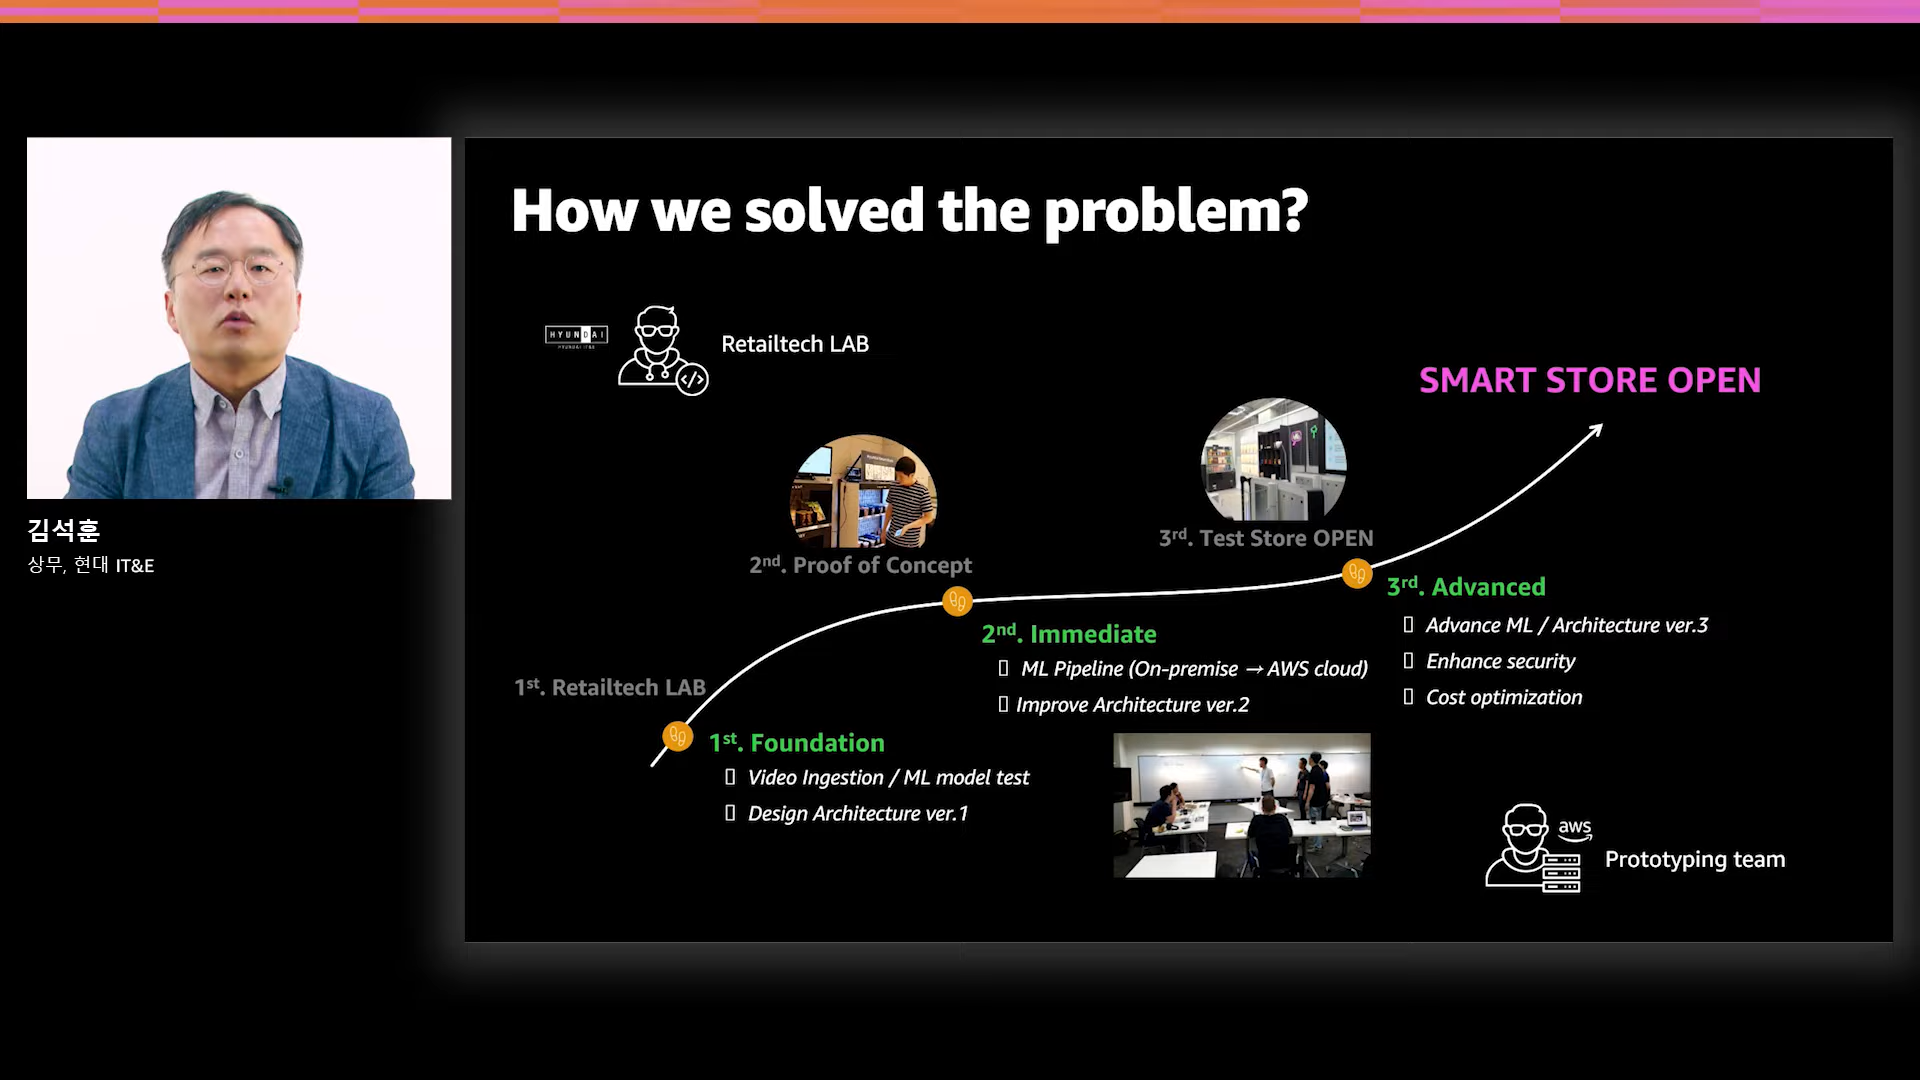 김석훈
상무, 현대 IT&E
How we solved the problem?
HYUNDAI
HYUNDAI IT&E
Retailtech LAB
SMART STORE OPEN
2nd. Proof of Concept
3rd. Test Store OPEN
1st. Retailtech LAB
1st. Foundation
Video Ingestion / ML model test
Design Architecture ver.1
2nd. Immediate
ML Pipeline (On-premise → AWS cloud)
Improve Architecture ver.2
3rd. Advanced
Advance ML / Architecture ver.3
Enhance security
Cost optimization
aws
Prototyping team